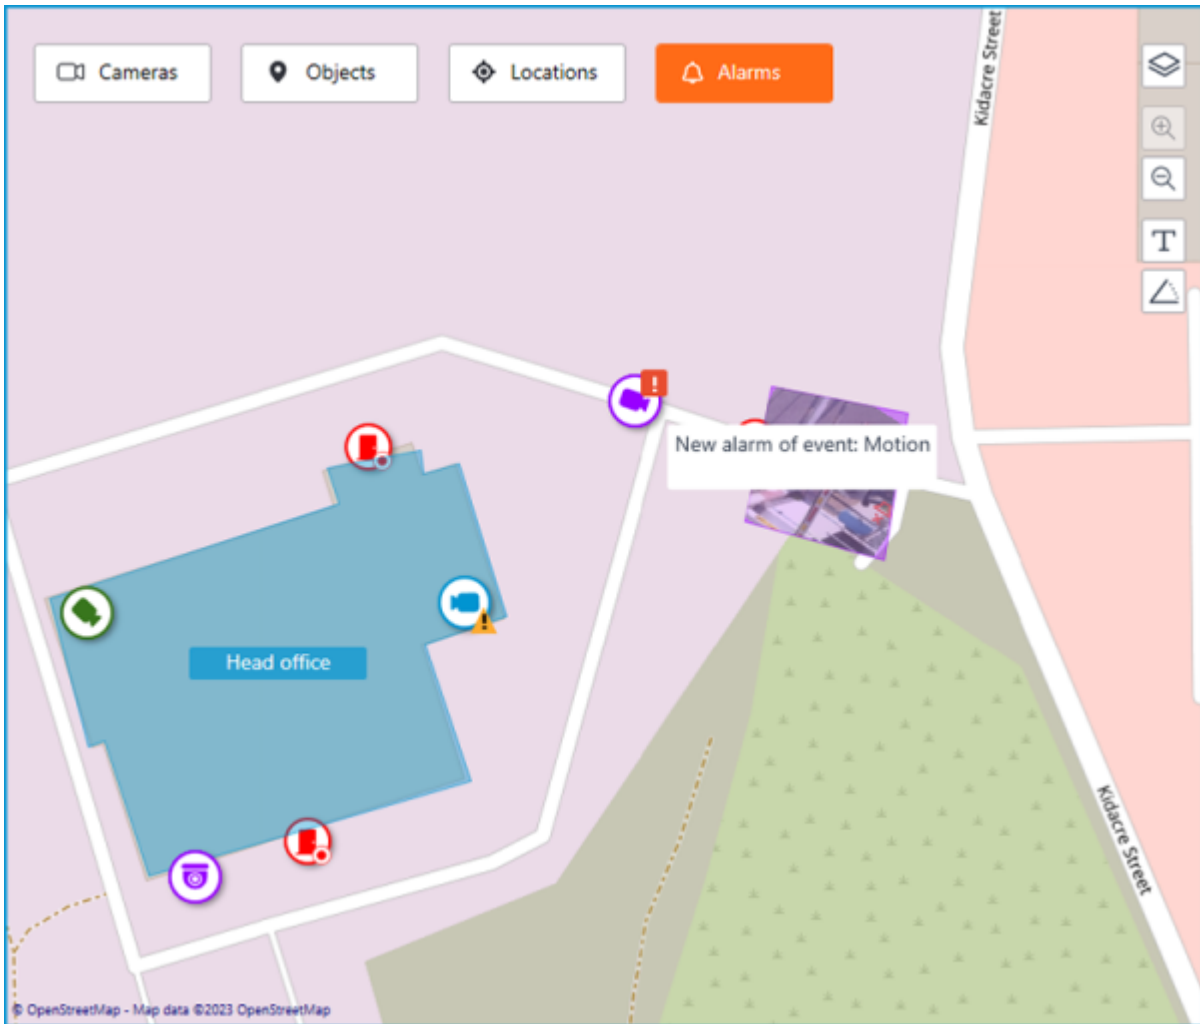 Cameras
Objects
Locations
Alarms
Kidacre Street
T
New alarm of event: Motion
Head office
Kidacre Street
© OpenStreetMap - Map data ©2023 OpenStreetMap